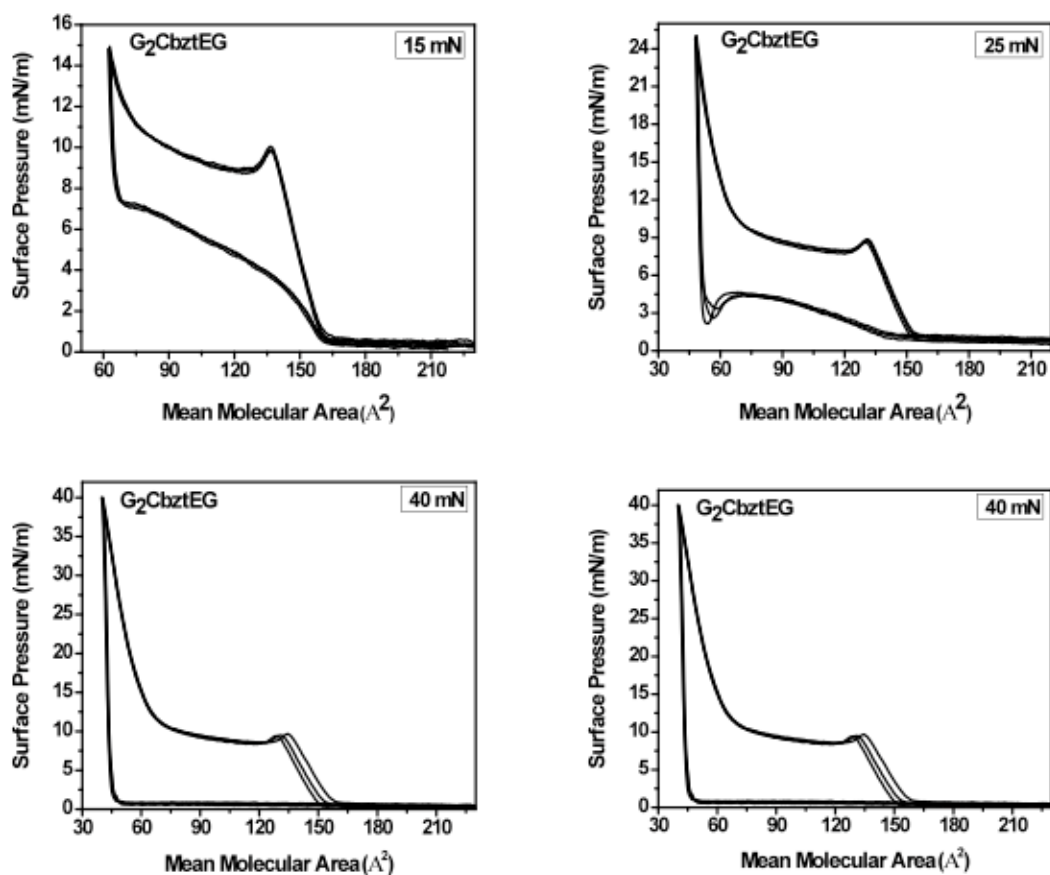 G2CbztEG
15 mN
Surface Pressure (mN/m)
16
14
12
10
8
6
4
2
0
60 90 120 150 180 210
Mean Molecular Area(A2)
G2CbztEG
25 mN
Surface Pressure (mN/m)
24
21
18
15
12
9
6
3
0
30 60 90 120 150 180 210
Mean Molecular Area(A2)
G2CbztEG
40 mN
Surface Pressure (mN/m)
40
35
30
25
20
15
10
5
0
30 60 90 120 150 180 210
Mean Molecular Area (A2)
G2CbztEG
40 mN
Surface Pressure (mN/m)
40
35
30
25
20
15
10
5
0
30 60 90 120 150 180 210
Mean Molecular Area (A2)